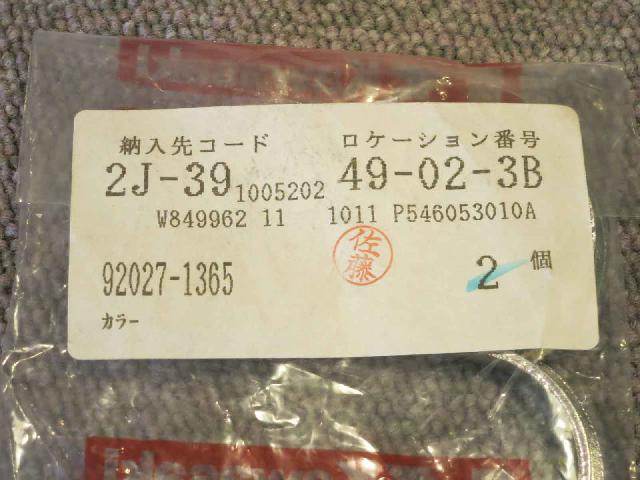 納入先コード ロケーション番号
2J-39 1005202 49-02-3B
W849962 11 1011 P546053010A
佐藤
92027-1365 2 個
カラー